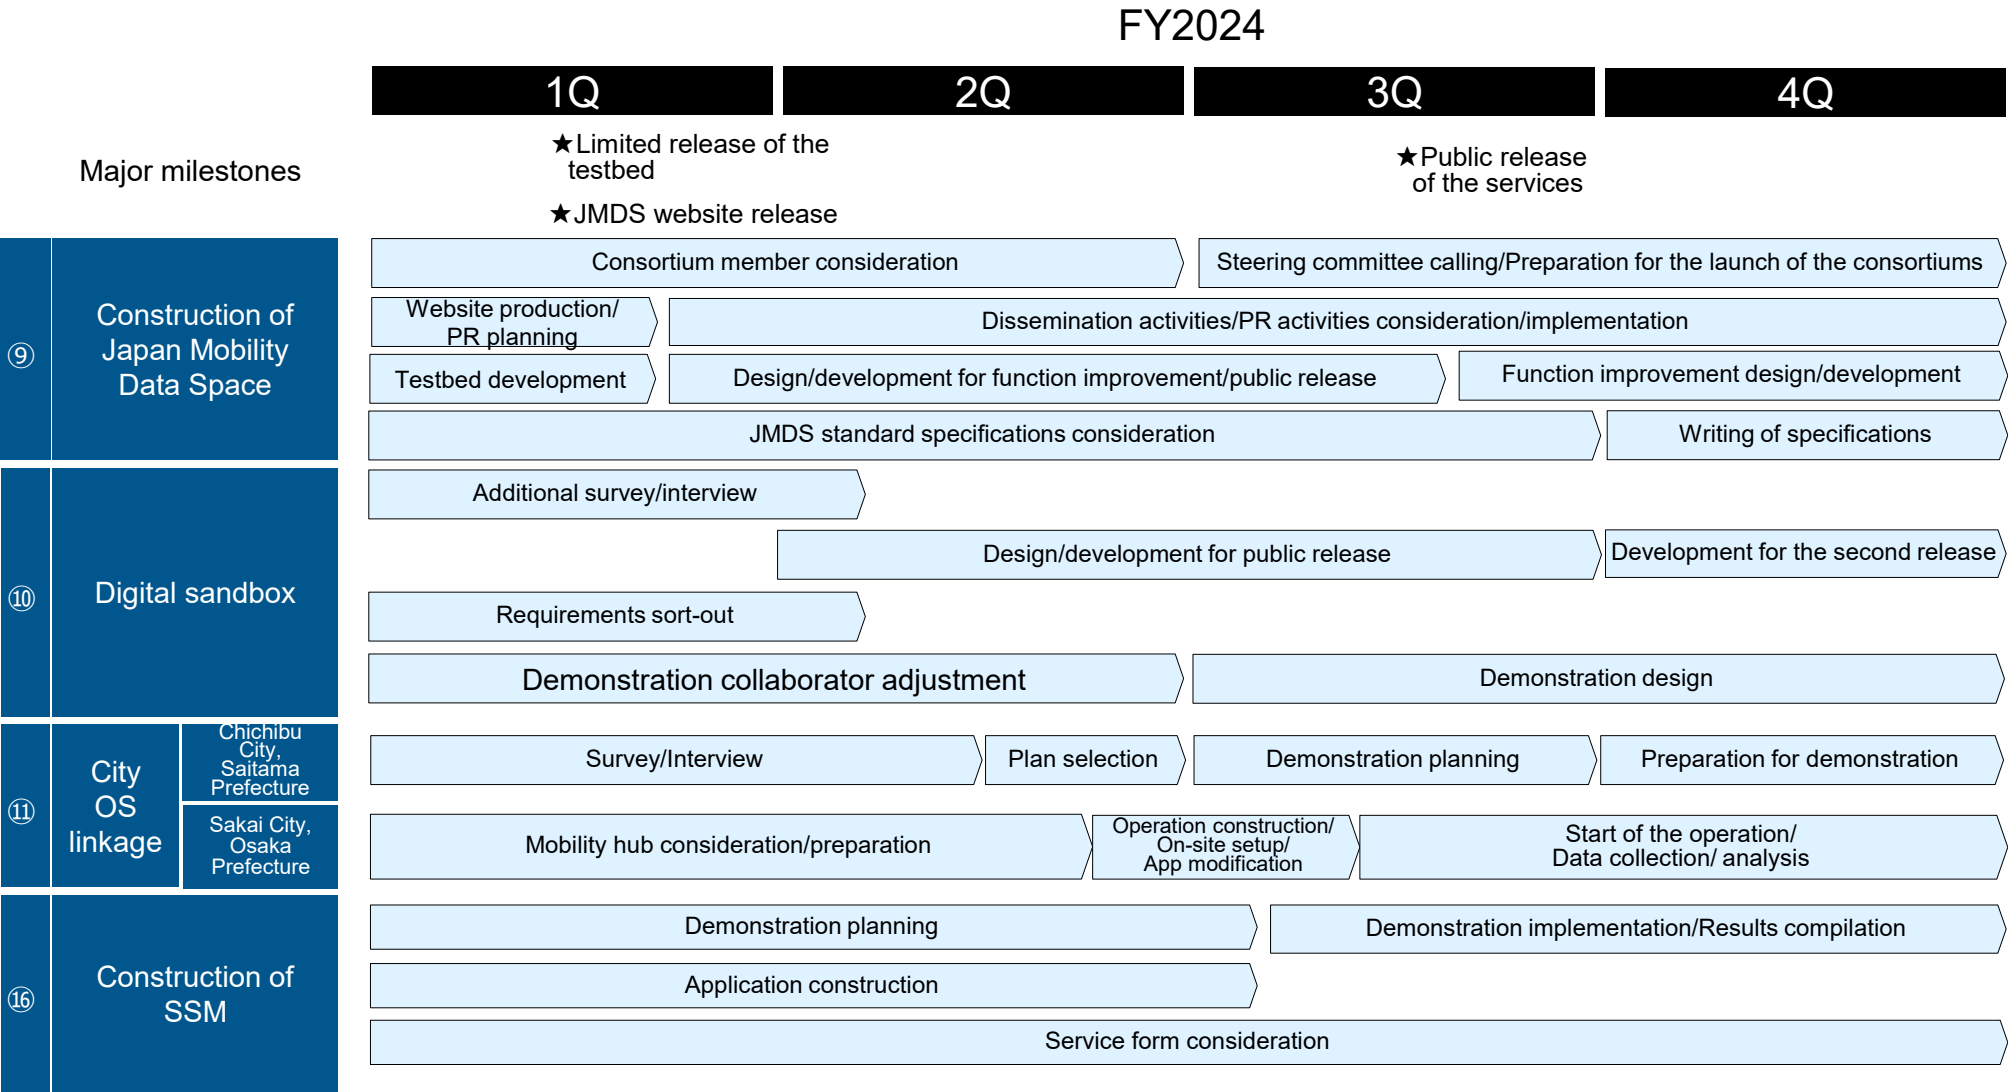 FY2024
1Q
2Q
3Q
4Q
Major milestones
★Limited release of the
testbed
★JMDS website release
★Public release
of the services
⑨
Construction of
Japan Mobility
Data Space
Consortium member consideration
Steering committee calling/Preparation for the launch of the consortiums
Website production/
PR planning
Dissemination activities/PR activities consideration/implementation
Testbed development
Design/development for function improvement/public release
Function improvement design/development
JMDS standard specifications consideration
Writing of specifications
⑩
Digital sandbox
Additional survey/interview
Design/development for public release
Development for the second release
Requirements sort-out
Demonstration collaborator adjustment
Demonstration design
⑪
City
OS
linkage
Chichibu
City,
Saitama
Prefecture
Survey/Interview
Plan selection
Demonstration planning
Preparation for demonstration
Sakai City,
Osaka
Prefecture
Mobility hub consideration/preparation
Operation construction/
On-site setup/
App modification
Start of the operation/
Data collection/ analysis
⑯
Construction of
SSM
Demonstration planning
Demonstration implementation/Results compilation
Application construction
Service form consideration